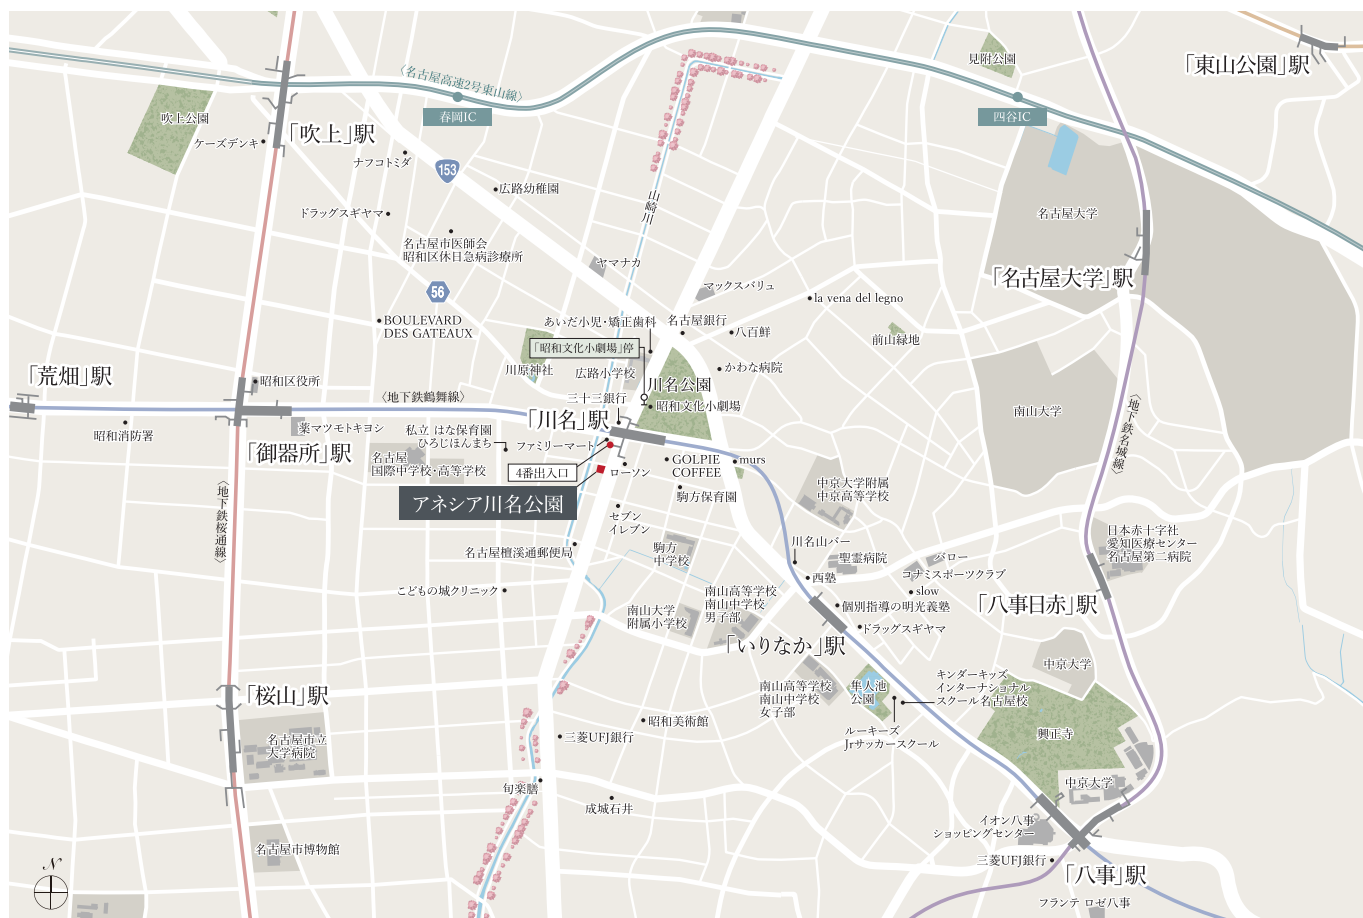 「東山公園」駅
見附公園
〈名古屋高速2号東山線〉
春岡IC
四谷IC
吹上公園
ケーズデンキ
「吹上」駅
ナフコトミダ
153
広路幼稚園
山崎川
ドラッグスギヤマ
名古屋市医師会
昭和区休日急病診療所
名古屋大学
「名古屋大学」駅
ヤマナカ
マックスバリュ
56
la vena del legno
BOULEVARD
DES GATEAUX
あいだ小児・矯正歯科
名古屋銀行
八百鮮
前山緑地
「昭和文化小劇場」停
川原神社
広路小学校
かわな病院
川名公園
「荒畑」駅
昭和区役所
〈地下鉄鶴舞線〉
三十三銀行
昭和文化小劇場
南山大学
〈地下鉄名城線〉
「川名」駅
昭和消防署
薬マツモトキヨシ
私立 はな保育園
ひろじほんまち
ファミリーマート
「御器所」駅
名古屋
国際中学校・高等学校
4番出入口
ローソン
GOLPIE
COFFEE
murs
アネシア川名公園
駒方保育園
中京大学附属
中京高等学校
〈地下鉄桜通線〉
セブン
イレブン
名古屋檀溪通郵便局
駒方
中学校
川名山バー
聖霊病院
バロー
コナミスポーツクラブ
日本赤十字社
愛知医療センター
名古屋第二病院
西塾
slow
こどもの城クリニック
南山高等学校
南山中学校
男子部
個別指導の明光義塾
「八事日赤」駅
南山大学
附属小学校
ドラッグスギヤマ
「いりなか」駅
中京大学
「桜山」駅
南山高等学校
南山中学校
女子部
隼人池
公園
キンダーキッズ
インターナショナル
スクール名古屋校
昭和美術館
ルーキーズ
Jrサッカースクール
興正寺
名古屋市立
大学病院
三菱UFJ銀行
旬楽膳
成城石井
中京大学
イオン八事
ショッピングセンター
名古屋市博物館
三菱UFJ銀行
「八事」駅
フランテ ロゼ八事
N